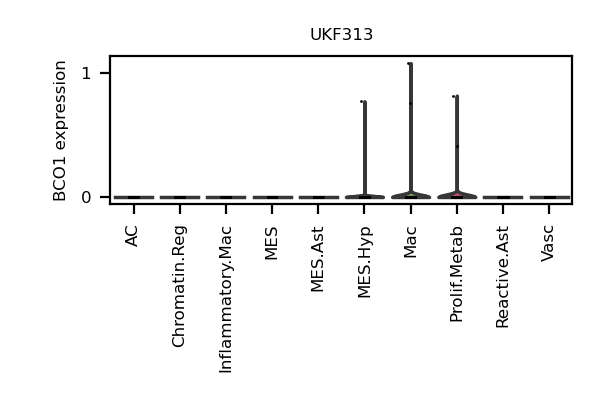 UKF313
BCO1 expression
1
0
AC
Chromatin.Reg
Inflammatory.Mac
MES
MES.Ast
MES.Hyp
Mac
Prolif.Metab
Reactive.Ast
Vasc